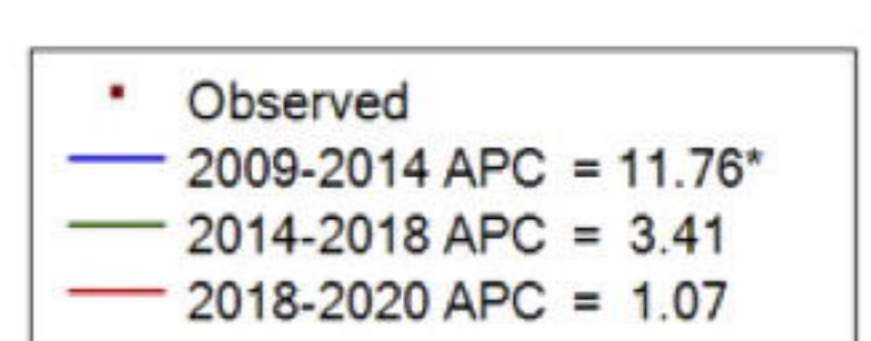 Observed
2009-2014 APC = 11.76*
2014-2018 APC = 3.41
2018-2020 APC = 1.07